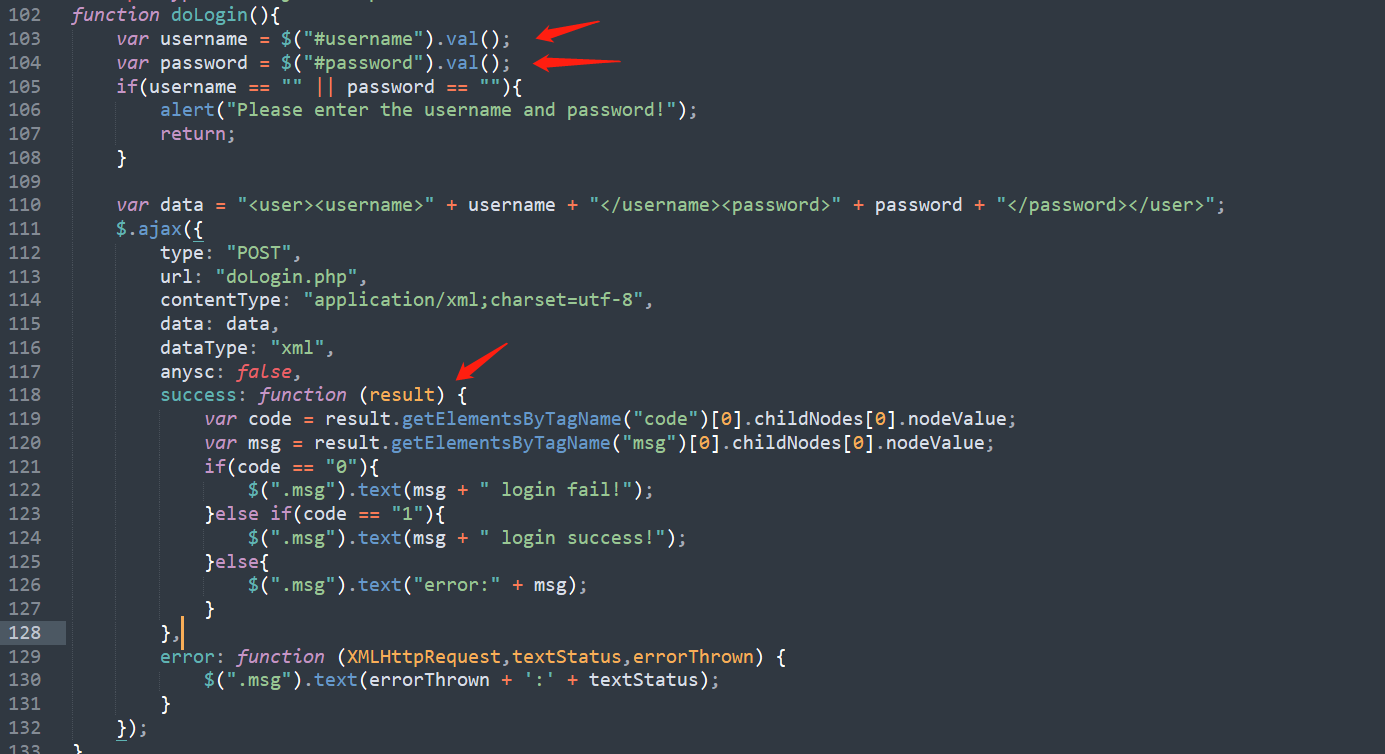 102 function doLogin(){
103     var username = $("#username").val();
104     var password = $("#password").val();
105     if(username == "" || password == ""){
106         alert("Please enter the username and password!");
107         return;
108     }
109
110     var data = "<user><username>" + username + "</username><password>" + password + "</password></user>";
111     $.ajax({
112         type: "POST",
113         url: "doLogin.php",
114         contentType: "application/xml;charset=utf-8",
115         data: data,
116         dataType: "xml",
117         anysc: false,
118         success: function (result) {
119             var code = result.getElementsByTagName("code")[0].childNodes[0].nodeValue;
120             var msg = result.getElementsByTagName("msg")[0].childNodes[0].nodeValue;
121             if(code == "0"){
122                 $(".msg").text(msg + " login fail!");
123             }else if(code == "1"){
124                 $(".msg").text(msg + " login success!");
125             }else{
126                 $(".msg").text("error:" + msg);
127             }
128         },
129         error: function (XMLHttpRequest,textStatus,errorThrown) {
130             $(".msg").text(errorThrown + ':' + textStatus);
131         }
132     });
133 }